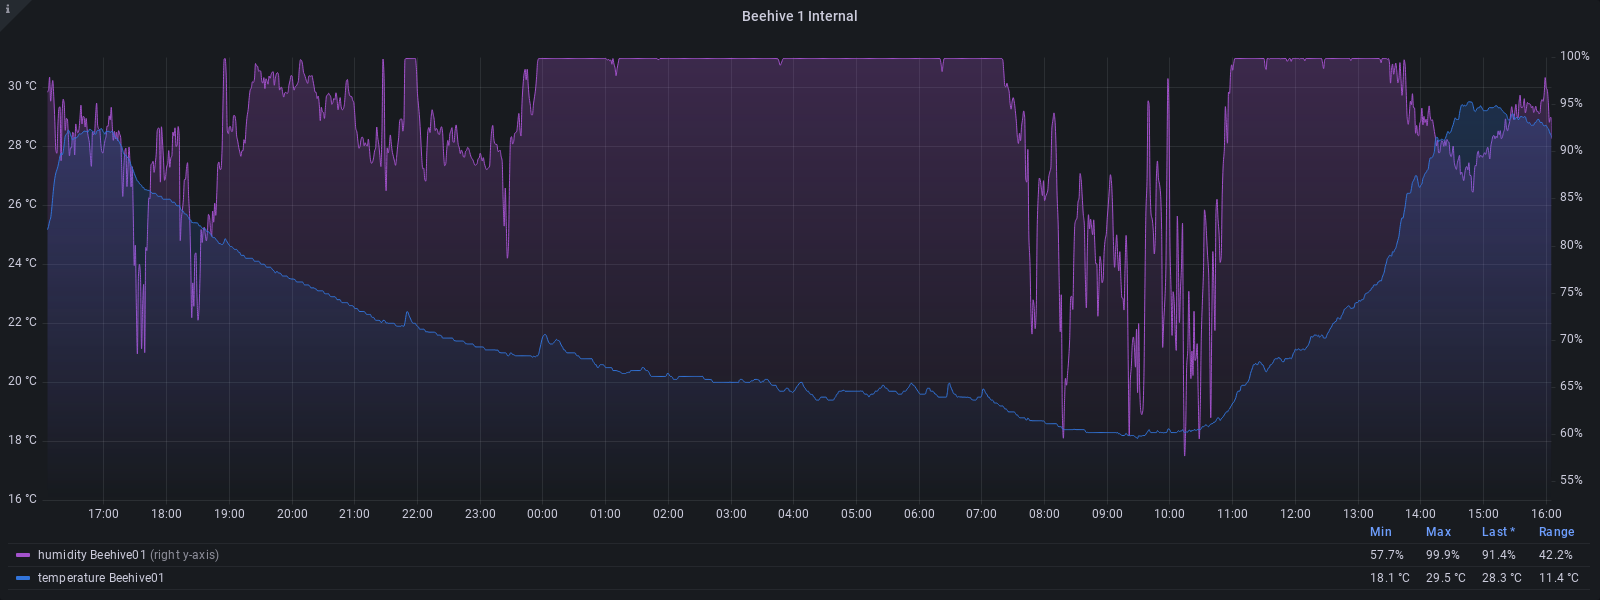 i
Beehive 1 Internal
30 °C
28 °C
26 °C
24 °C
22 °C
20 °C
18 °C
16 °C
100%
95%
90%
85%
80%
75%
70%
65%
60%
55%
17:00 18:00 19:00 20:00 21:00 22:00 23:00 00:00 01:00 02:00 03:00 04:00 05:00 06:00 07:00 08:00 09:00 10:00 11:00 12:00 13:00 14:00 15:00 16:00
Min Max Last * Range
humidity Beehive01 (right y-axis) 57.7% 99.9% 91.4% 42.2%
temperature Beehive01 18.1 °C 29.5 °C 28.3 °C 11.4 °C